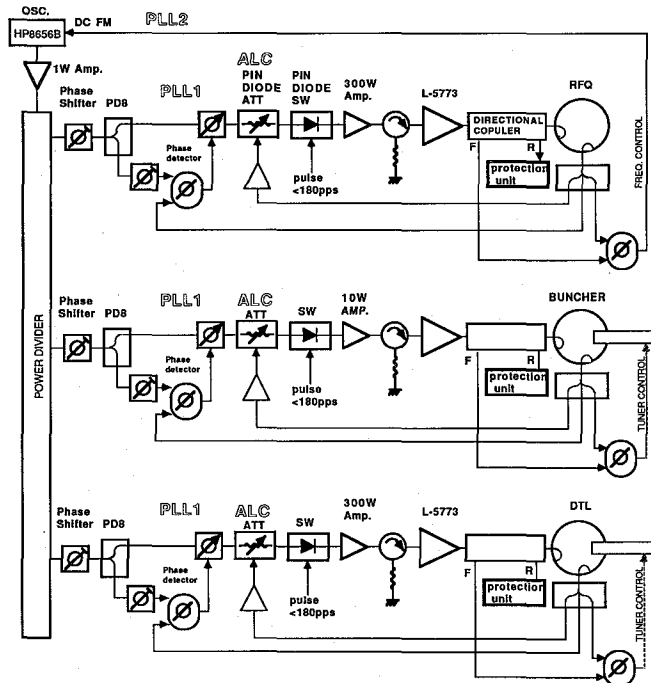 OSC.
HP8656B
DC FM
PLL2
1W Amp.
Phase
Shifter
PD8
PLL1
Phase
detector
ALC
PIN
DIODE
ATT
PIN
DIODE
SW
pulse
<180pps
300W
Amp.
L-5773
DIRECTIONAL
COPULER
F
R
protection
unit
RFQ
FREQ. CONTROL
POWER DIVIDER
Phase
Shifter
PD8
PLL1
Phase
detector
ALC
ATT
SW
pulse
<180pps
10W
AMP.
F
R
protection
unit
BUNCHER
TUNER CONTROL
Phase
Shifter
PD8
PLL1
Phase
detector
ALC
ATT
SW
pulse
<180pps
300W
Amp.
L-5773
F
R
protection
unit
DTL
TUNER CONTROL